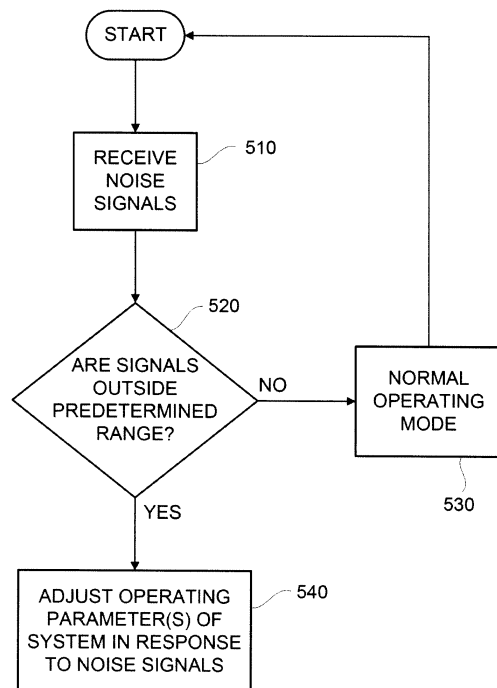 START
RECEIVE
NOISE
SIGNALS
510
520
ARE SIGNALS
OUTSIDE
PREDETERMINED
RANGE?
NO
NORMAL
OPERATING
MODE
530
YES
ADJUST OPERATING
PARAMETER(S) OF
SYSTEM IN RESPONSE
TO NOISE SIGNALS
540